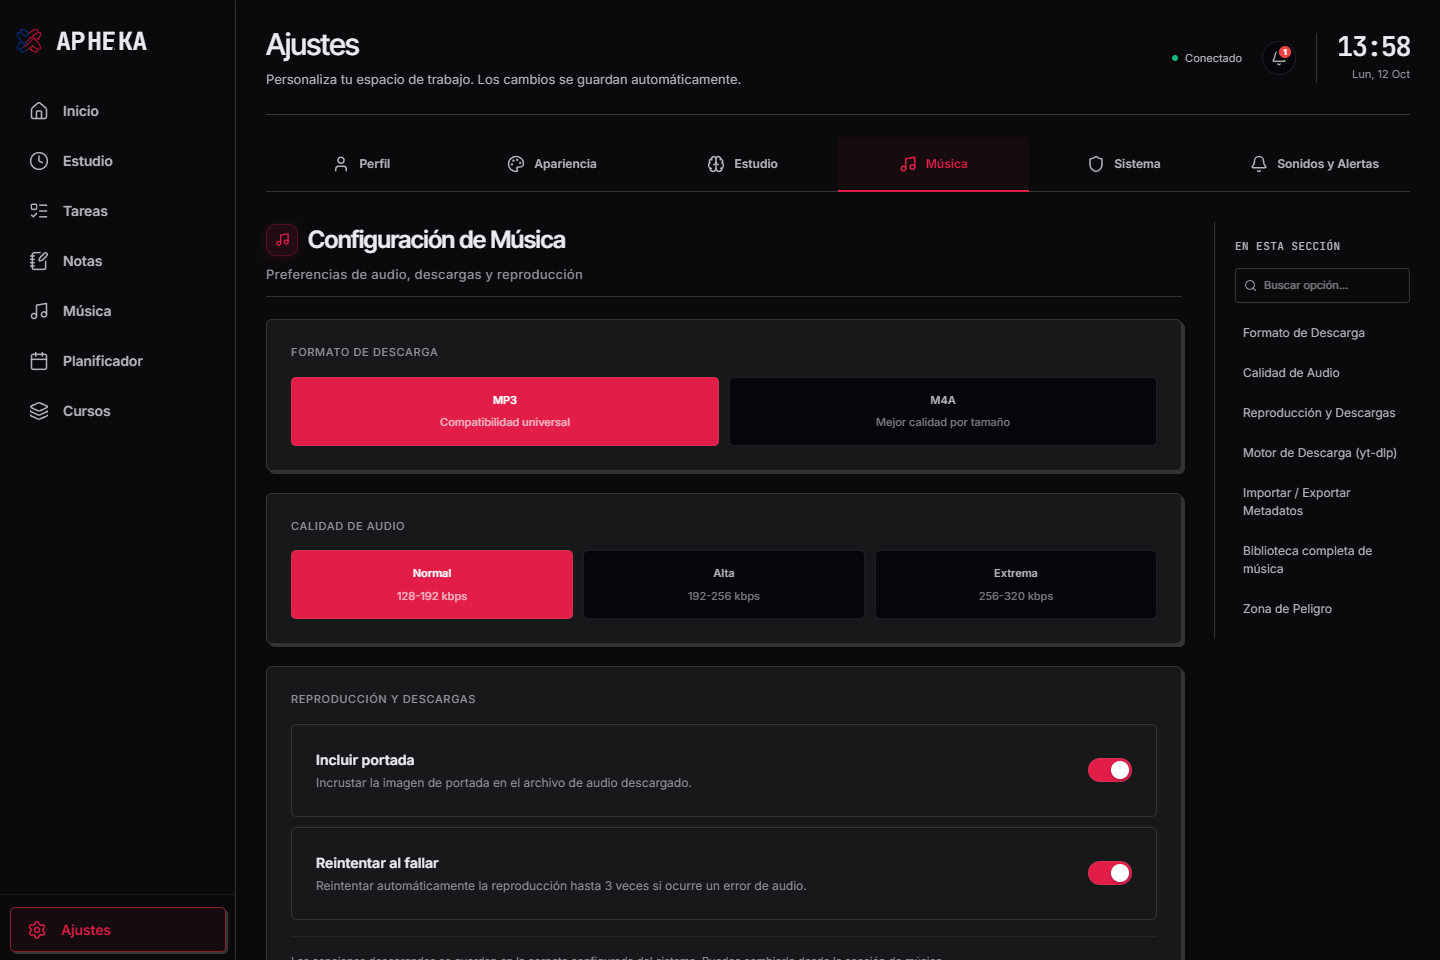 APHEKA
Inicio
Estudio
Tareas
Notas
Música
Planificador
Cursos
Ajustes
Ajustes
Personaliza tu espacio de trabajo. Los cambios se guardan automáticamente.
Conectado
1
13:58
Lun, 12 Oct
Perfil
Apariencia
Estudio
Música
Sistema
Sonidos y Alertas
Configuración de Música
Preferencias de audio, descargas y reproducción
FORMATO DE DESCARGA
MP3
Compatibilidad universal
M4A
Mejor calidad por tamaño
CALIDAD DE AUDIO
Normal
128-192 kbps
Alta
192-256 kbps
Extrema
256-320 kbps
REPRODUCCIÓN Y DESCARGAS
Incluir portada
Incrustar la imagen de portada en el archivo de audio descargado.
Reintentar al fallar
Reintentar automáticamente la reproducción hasta 3 veces si ocurre un error de audio.
EN ESTA SECCIÓN
Buscar opción...
Formato de Descarga
Calidad de Audio
Reproducción y Descargas
Motor de Descarga (yt-dlp)
Importar / Exportar
Metadatos
Biblioteca completa de
música
Zona de Peligro